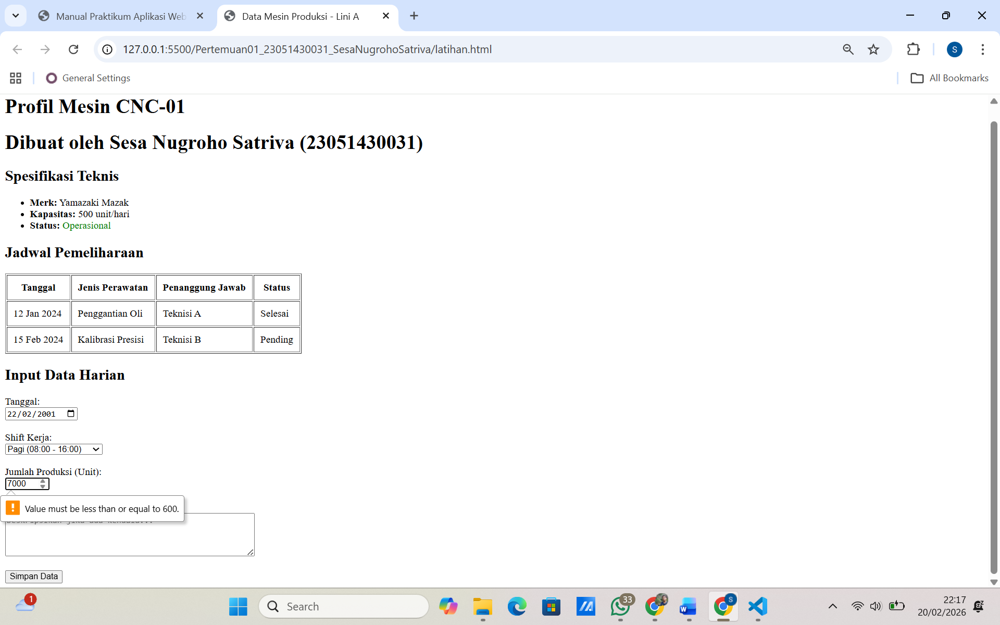 Manual Praktikum Aplikasi Web
Data Mesin Produksi - Lini A
127.0.0.1:5500/Pertemuan01_23051430031_SesaNugrohoSatriva/latihan.html
S
General Settings
All Bookmarks
Profil Mesin CNC-01
Dibuat oleh Sesa Nugroho Satriva (23051430031)
Spesifikasi Teknis
Merk: Yamazaki Mazak
Kapasitas: 500 unit/hari
Status: Operasional
Jadwal Pemeliharaan
Tanggal Jenis Perawatan Penanggung Jawab Status
12 Jan 2024 Penggantian Oli Teknisi A Selesai
15 Feb 2024 Kalibrasi Presisi Teknisi B Pending
Input Data Harian
Tanggal:
22/02/2001
Shift Kerja:
Pagi (08:00 - 16:00)
Jumlah Produksi (Unit):
7000
Value must be less than or equal to 600.
Simpan Data
1
Search
33
S
W
22:17
20/02/2026